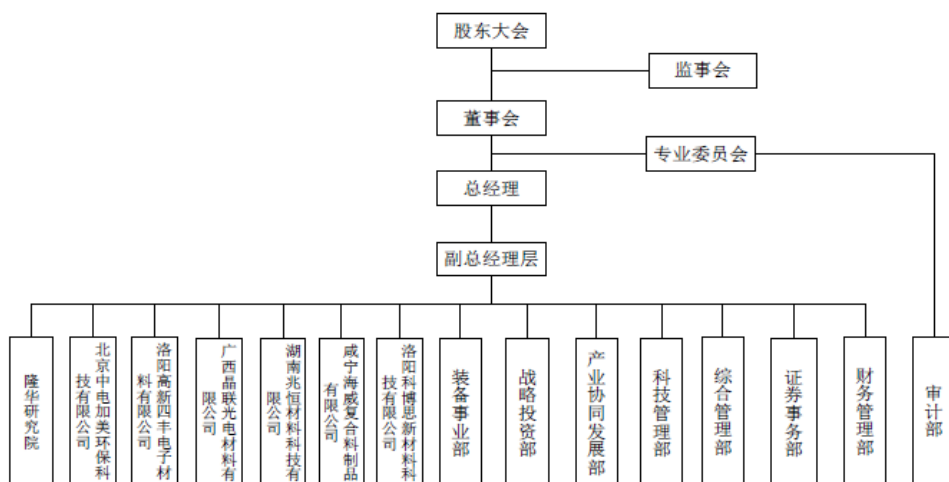 股东大会
监事会
董事会
专业委员会
总经理
副总经理层
隆华研究院
北京中电加美环保科
技有限公司
洛阳高新四丰电子材
料有限公司
广西晶联光电材料有
限公司
湖南兆恒材料科技有
限公司
咸宁海威复合料制品
有限公司
洛阳科博思新材料科
技有限公司
装备事业部
战略投资部
产业协同发展部
科技管理部
综合管理部
证券事务部
财务管理部
审计部